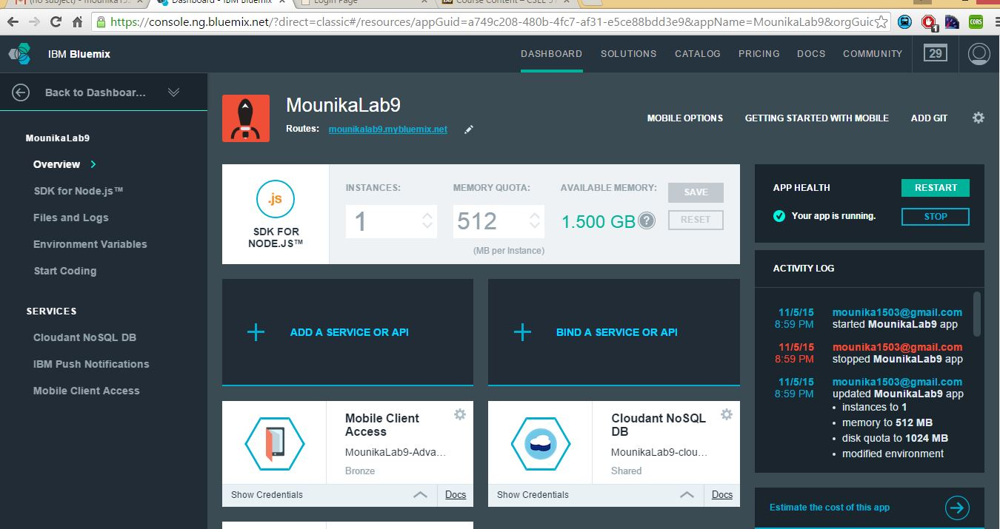 (no subject) - mounika15
Dashboard - IBM Bluemix
Login Page
Course Content – CSEE 51
https://console.ng.bluemix.net/?direct=classic#/resources/appGuid=a749c208-480b-4fc7-af31-e5ce88bdd3e9&appName=MounikaLab9&orgGuid
1
CORS
IBM Bluemix
DASHBOARD
SOLUTIONS
CATALOG
PRICING
DOCS
COMMUNITY
29
Back to Dashboar...
MounikaLab9
Overview
SDK for Node.js™
Files and Logs
Environment Variables
Start Coding
SERVICES
Cloudant NoSQL DB
IBM Push Notifications
Mobile Client Access
MounikaLab9
Routes: mounikalab9.mybluemix.net
MOBILE OPTIONS
GETTING STARTED WITH MOBILE
ADD GIT
.js
SDK FOR
NODE.JS™
INSTANCES:
1
MEMORY QUOTA:
512
(MB per Instance)
AVAILABLE MEMORY:
1.500 GB ?
SAVE
RESET
ADD A SERVICE OR API
BIND A SERVICE OR API
Mobile Client
Access
MounikaLab9-Adva...
Bronze
Show Credentials
Docs
Cloudant NoSQL
DB
MounikaLab9-clou...
Shared
Show Credentials
Docs
APP HEALTH
RESTART
Your app is running.
STOP
ACTIVITY LOG
11/5/15 mounika1503@gmail.com
8:59 PM started MounikaLab9 app
11/5/15 mounika1503@gmail.com
8:59 PM stopped MounikaLab9 app
11/5/15 mounika1503@gmail.com
8:59 PM updated MounikaLab9 app
• instances to 1
• memory to 512 MB
• disk quota to 1024 MB
• modified environment
Estimate the cost of this app